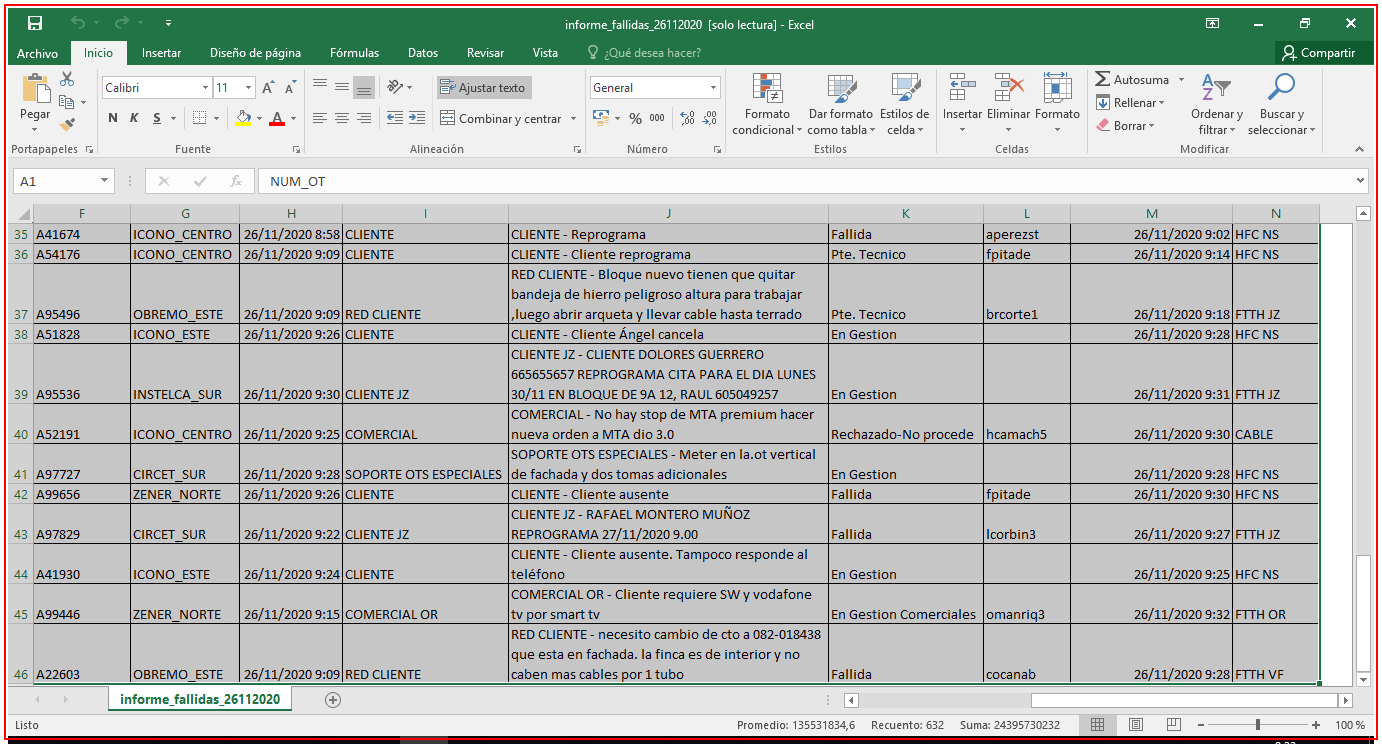 informe_fallidas_26112020 [solo lectura] - Excel
Archivo Inicio Insertar Diseño de página Fórmulas Datos Revisar Vista ¿Qué desea hacer? Compartir
Calibri 11 Ajustar texto General Autosuma
Pegar Rellenar
N K S Combinar y centrar % 000 Formato condicional Dar formato como tabla Estilos de celda Insertar Eliminar Formato Borrar Ordenar y filtrar Buscar y seleccionar
Portapapeles Fuente Alineación Número Estilos Celdas Modificar
A1 fx NUM_OT
F G H I J K L M N
35 A41674 ICONO_CENTRO 26/11/2020 8:58 CLIENTE CLIENTE - Reprograma Fallida aperezst 26/11/2020 9:02 HFC NS
36 A54176 ICONO_CENTRO 26/11/2020 9:09 CLIENTE CLIENTE - Cliente reprograma Pte. Tecnico fpitade 26/11/2020 9:14 HFC NS
RED CLIENTE - Bloque nuevo tienen que quitar
bandeja de hierro peligroso altura para trabajar
37 A95496 OBREMO_ESTE 26/11/2020 9:09 RED CLIENTE ,luego abrir arqueta y llevar cable hasta terrado Pte. Tecnico brcorte1 26/11/2020 9:18 FTTH JZ
38 A51828 ICONO_ESTE 26/11/2020 9:26 CLIENTE CLIENTE - Cliente Ángel cancela En Gestion 26/11/2020 9:28 HFC NS
CLIENTE JZ - CLIENTE DOLORES GUERRERO
665655657 REPROGRAMA CITA PARA EL DIA LUNES
39 A95536 INSTELCA_SUR 26/11/2020 9:30 CLIENTE JZ 30/11 EN BLOQUE DE 9A 12, RAUL 605049257 En Gestion 26/11/2020 9:31 FTTH JZ
COMERCIAL - No hay stop de MTA premium hacer
40 A52191 ICONO_CENTRO 26/11/2020 9:25 COMERCIAL nueva orden a MTA dio 3.0 Rechazado-No procede hcamach5 26/11/2020 9:30 CABLE
SOPORTE OTS ESPECIALES - Meter en la.ot vertical
41 A97727 CIRCET_SUR 26/11/2020 9:28 SOPORTE OTS ESPECIALES de fachada y dos tomas adicionales En Gestion 26/11/2020 9:28 HFC NS
42 A99656 ZENER_NORTE 26/11/2020 9:26 CLIENTE CLIENTE - Cliente ausente Fallida fpitade 26/11/2020 9:30 HFC NS
CLIENTE JZ - RAFAEL MONTERO MUÑOZ
43 A97829 CIRCET_SUR 26/11/2020 9:22 CLIENTE JZ REPROGRAMA 27/11/2020 9.00 Fallida lcorbin3 26/11/2020 9:27 FTTH JZ
CLIENTE - Cliente ausente. Tampoco responde al
44 A41930 ICONO_ESTE 26/11/2020 9:24 CLIENTE teléfono En Gestion 26/11/2020 9:25 HFC NS
COMERCIAL OR - Cliente requiere SW y vodafone
45 A99446 ZENER_NORTE 26/11/2020 9:15 COMERCIAL OR tv por smart tv En Gestion Comerciales omanriq3 26/11/2020 9:32 FTTH OR
RED CLIENTE - necesito cambio de cto a 082-018438
que esta en fachada. la finca es de interior y no
46 A22603 OBREMO_ESTE 26/11/2020 9:09 RED CLIENTE caben mas cables por 1 tubo Fallida cocanab 26/11/2020 9:28 FTTH VF
informe_fallidas_26112020
Listo Promedio: 135531834,6 Recuento: 632 Suma: 24395730232 100 %